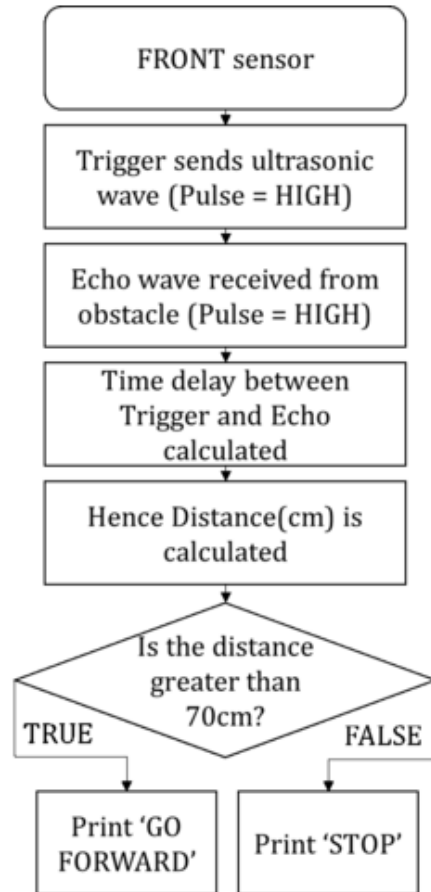 FRONT sensor
Trigger sends ultrasonic
wave (Pulse = HIGH)
Echo wave received from
obstacle (Pulse = HIGH)
Time delay between
Trigger and Echo
calculated
Hence Distance(cm) is
calculated
Is the distance
greater than
70cm?
TRUE
FALSE
Print ‘GO
FORWARD’
Print ‘STOP’